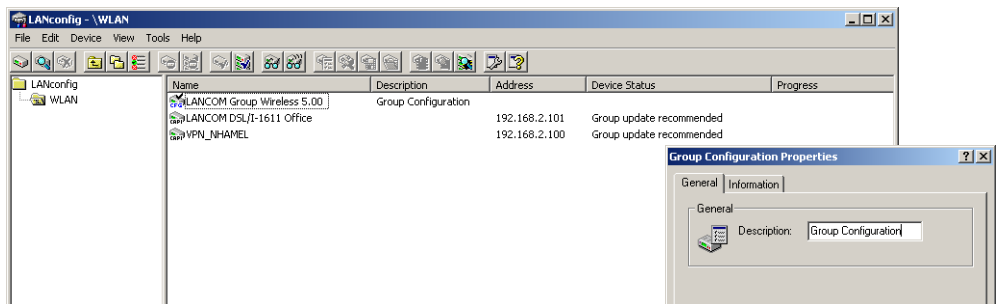 LANconfig - \WLAN
File Edit Device View Tools Help
LANconfig
WLAN
Name Description Address Device Status Progress
LANCOM Group Wireless 5.00 Group Configuration
LANCOM DSL/I-1611 Office 192.168.2.101 Group update recommended
VPN_NHAMEL 192.168.2.100 Group update recommended
Group Configuration Properties
General Information
General
Description: Group Configuration